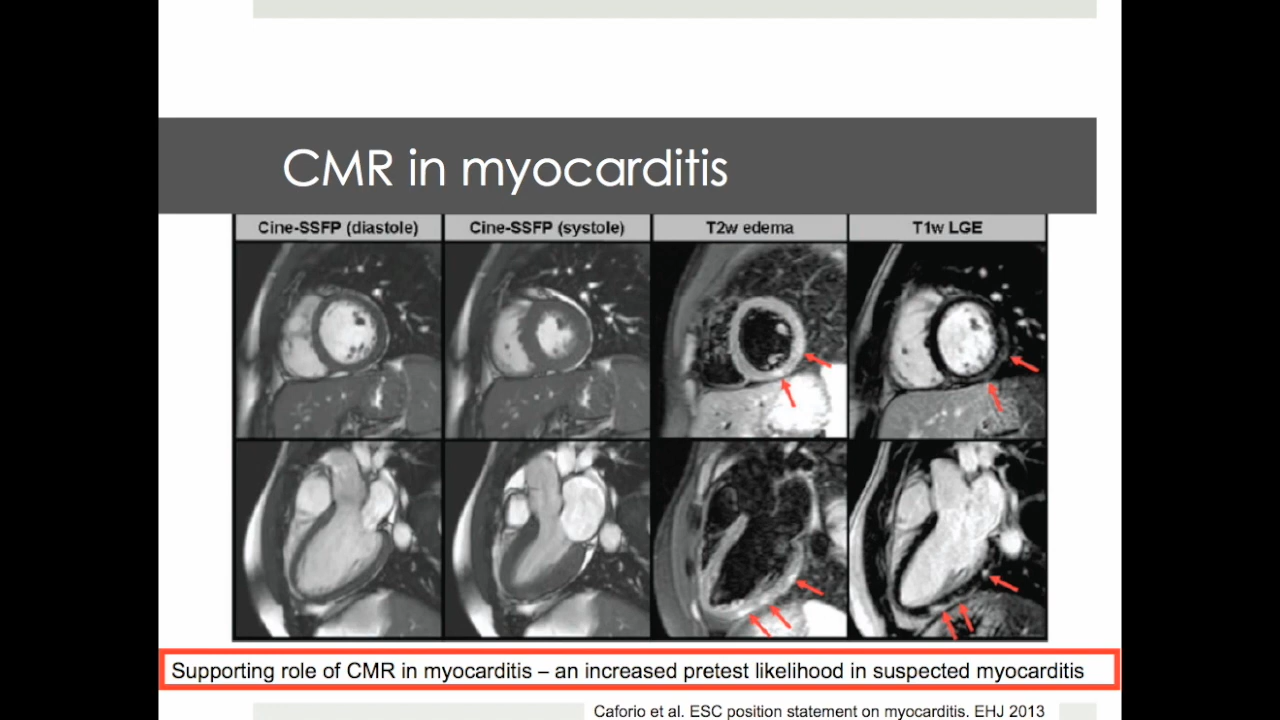 CMR in myocarditis
Cine-SSFP (diastole) Cine-SSFP (systole) T2w edema T1w LGE
Supporting role of CMR in myocarditis – an increased pretest likelihood in suspected myocarditis
Caforio et al. ESC position statement on myocarditis. EHJ 2013